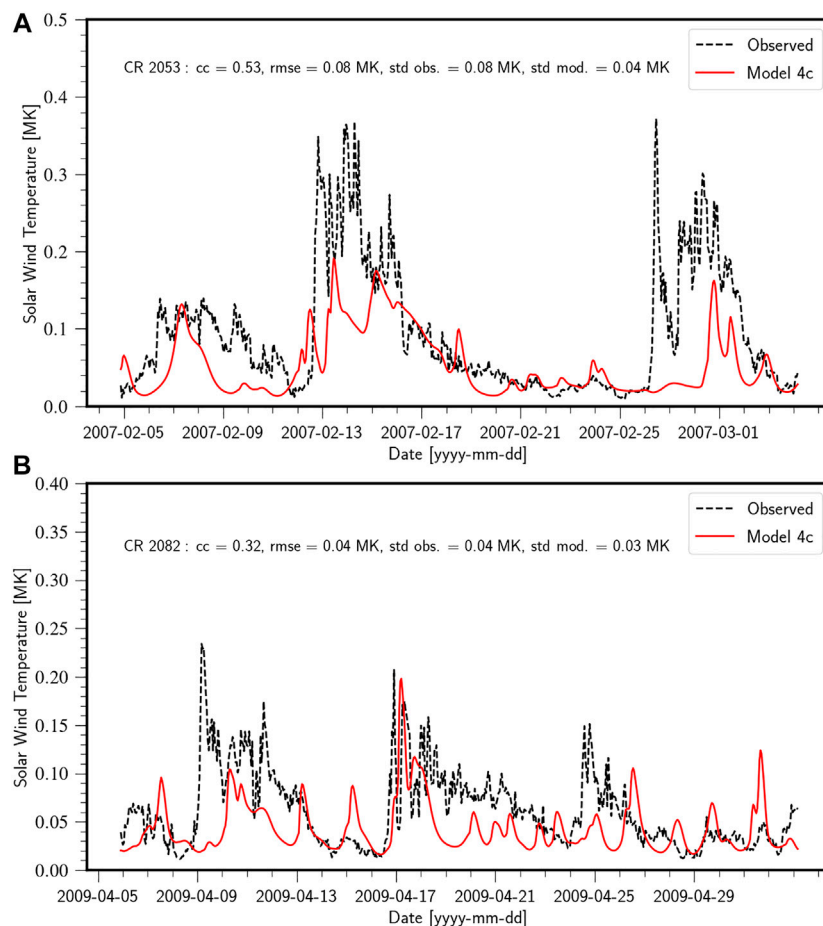 A
0.5
Observed
CR 2053 : cc = 0.53, rmse = 0.08 MK, std obs. = 0.08 MK, std mod. = 0.04 MK
Model 4c
0.4
0.3
0.2
0.1
0.0
Solar Wind Temperature [MK]
2007-02-05 2007-02-09 2007-02-13 2007-02-17 2007-02-21 2007-02-25 2007-03-01
Date [yyyy-mm-dd]
B
0.40
Observed
0.35
Model 4c
CR 2082 : cc = 0.32, rmse = 0.04 MK, std obs. = 0.04 MK, std mod. = 0.03 MK
0.30
0.25
0.20
0.15
0.10
0.05
0.00
Solar Wind Temperature [MK]
2009-04-05 2009-04-09 2009-04-13 2009-04-17 2009-04-21 2009-04-25 2009-04-29
Date [yyyy-mm-dd]